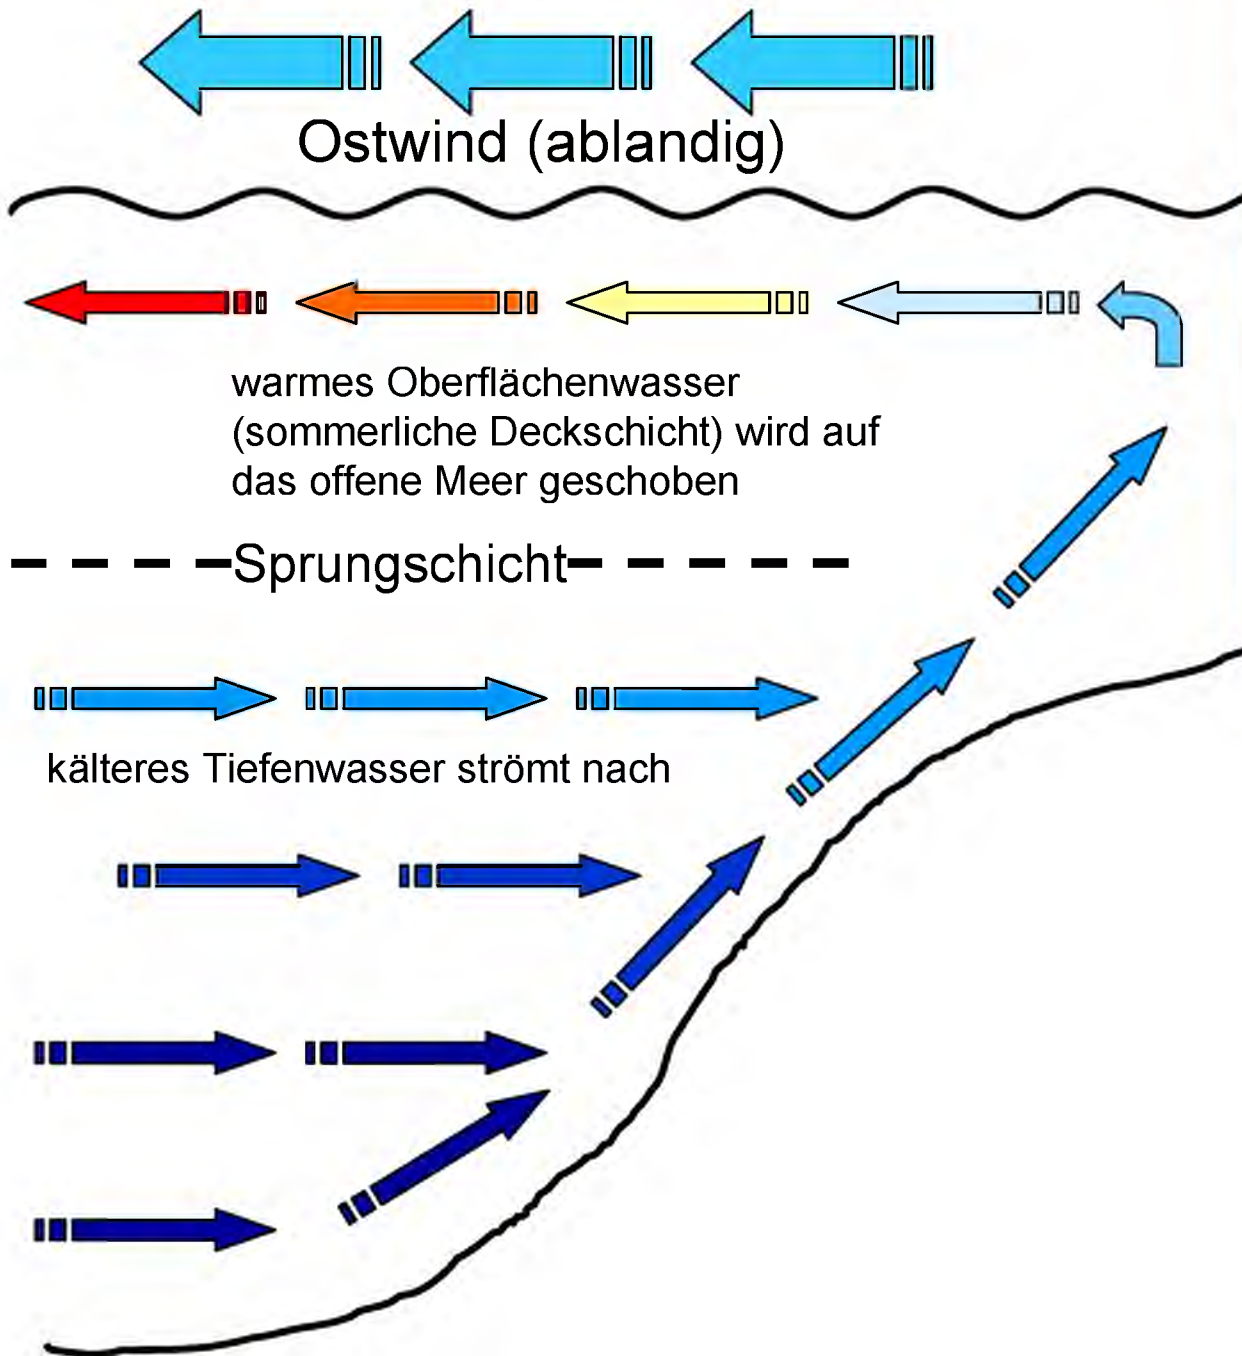 Ostwind (ablandig)
warmes Oberflächenwasser
(sommerliche Deckschicht) wird auf
das offene Meer geschoben
Sprungschicht
kälteres Tiefenwasser strömt nach